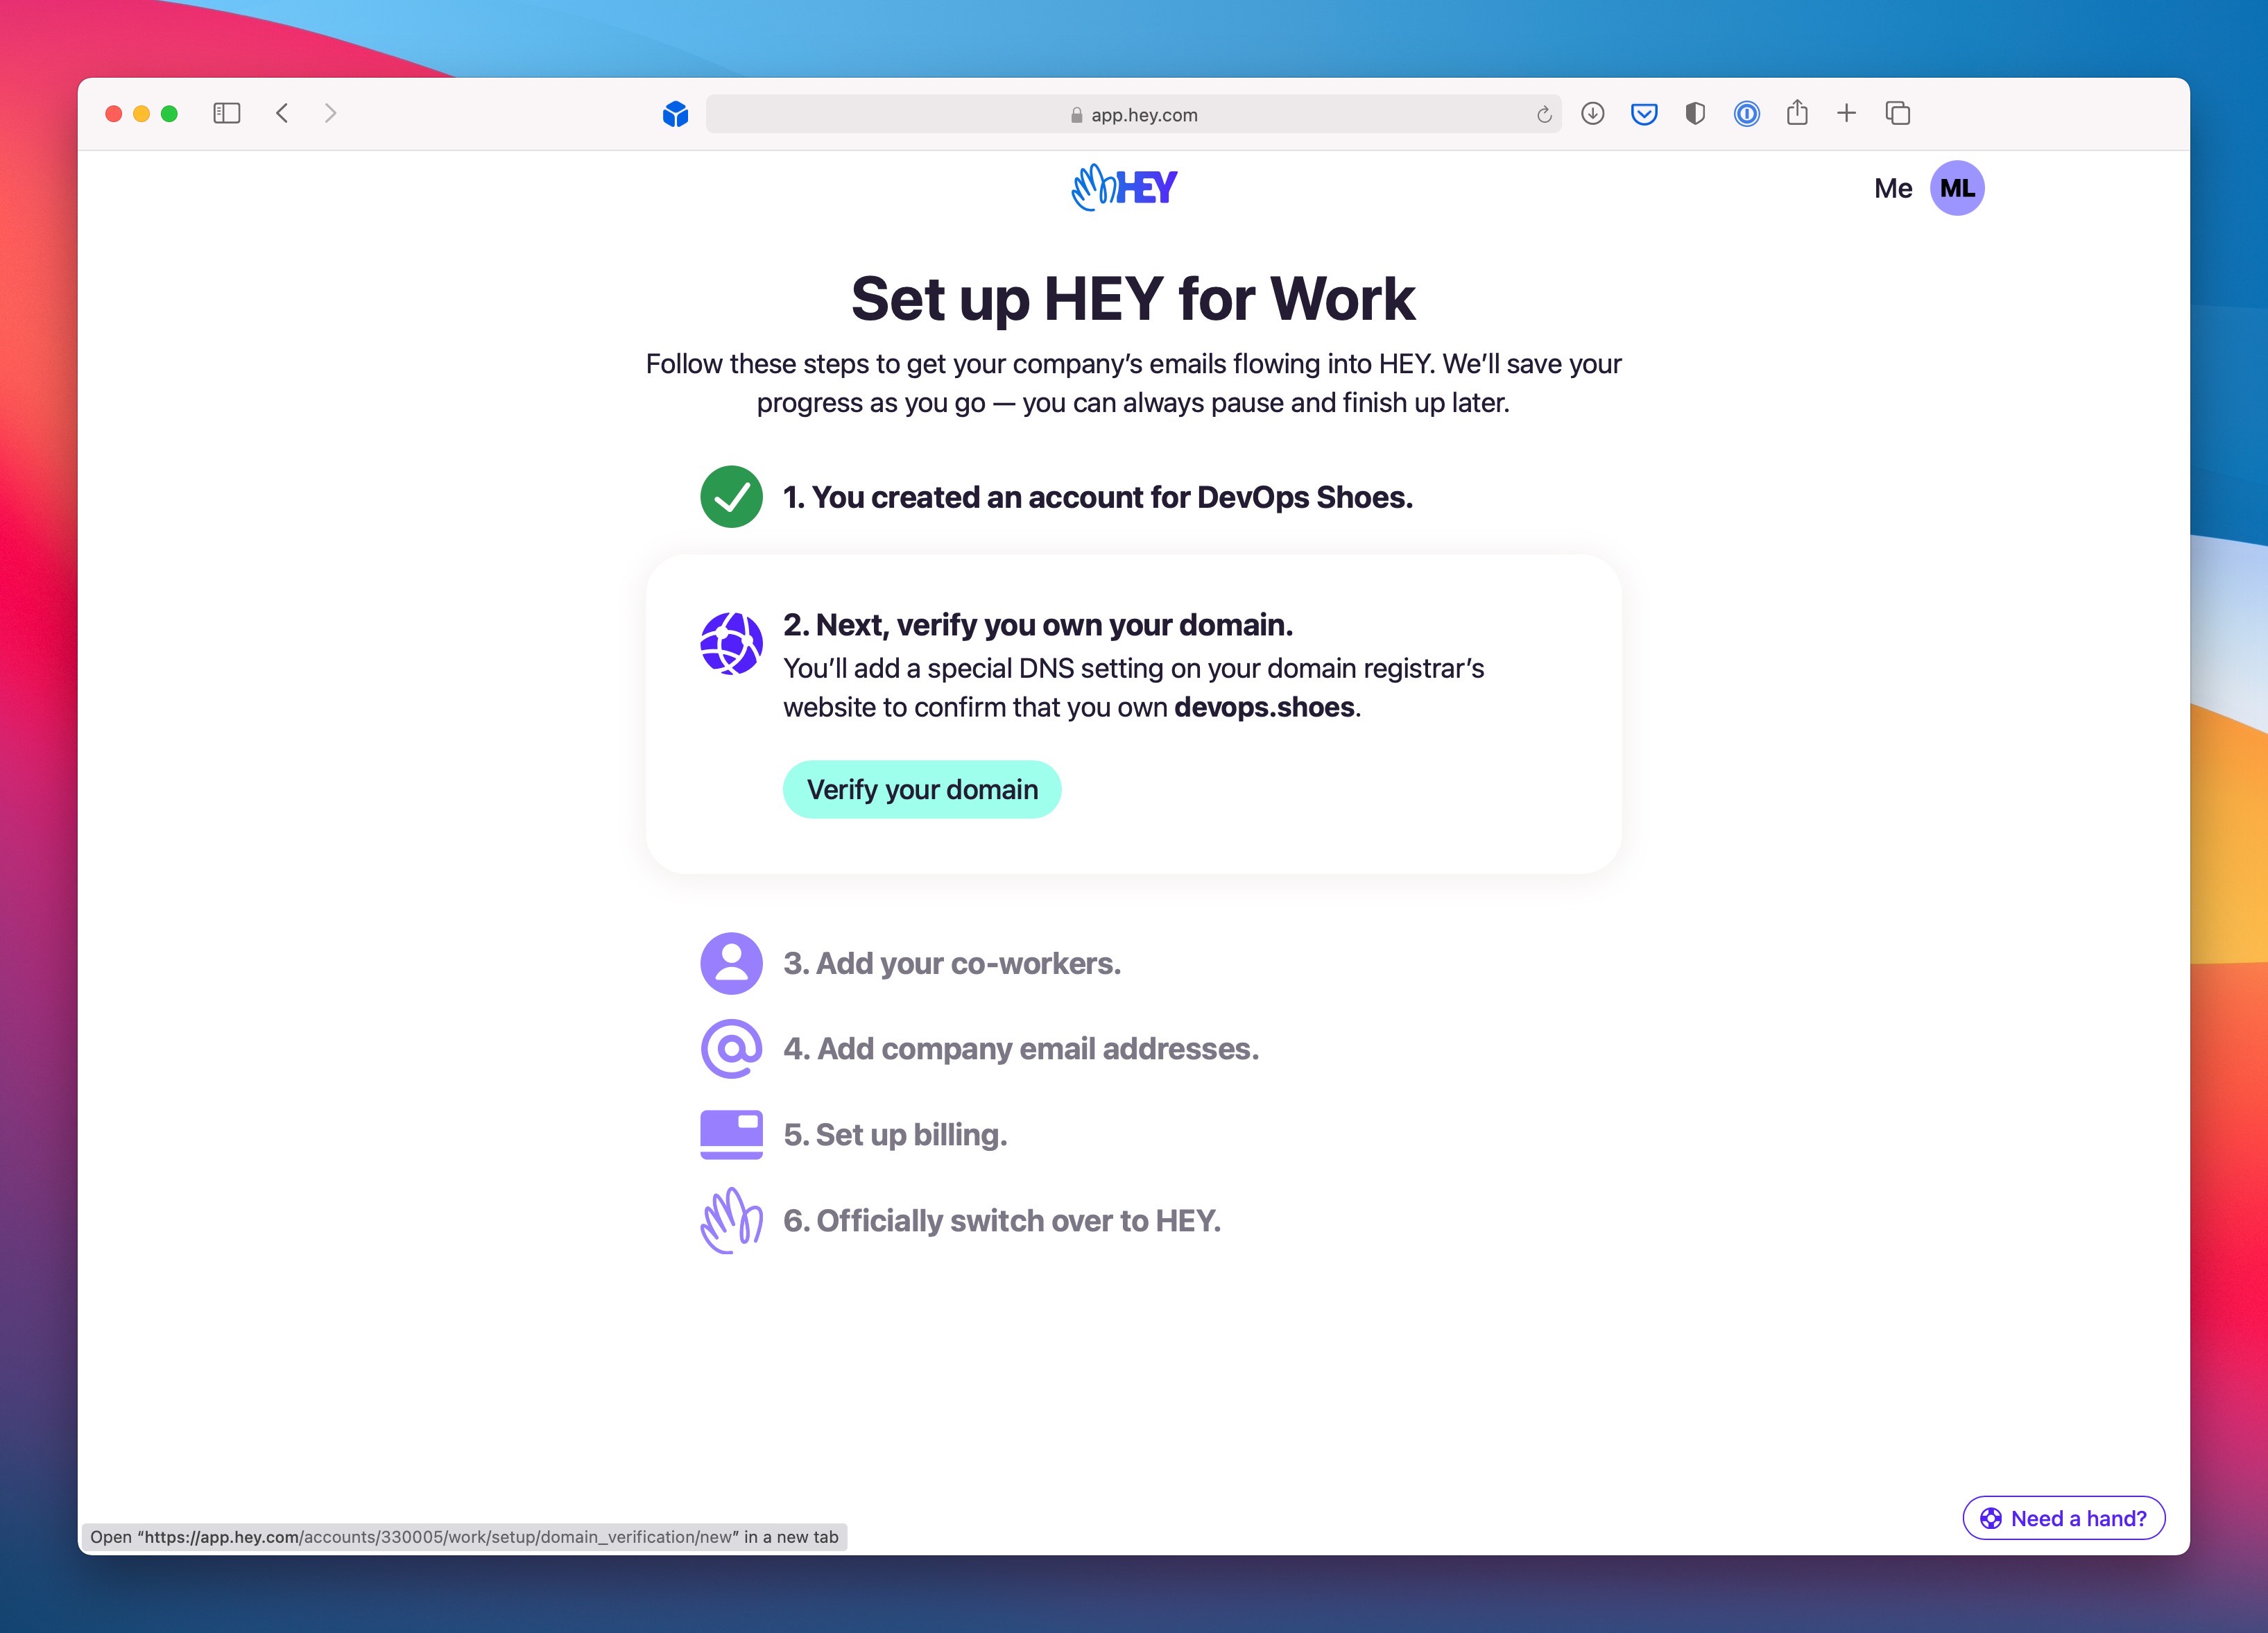 app.hey.com
HEY
Me
ML
Set up HEY for Work
Follow these steps to get your company’s emails flowing into HEY. We’ll save your
progress as you go — you can always pause and finish up later.
1. You created an account for DevOps Shoes.
2. Next, verify you own your domain.
You’ll add a special DNS setting on your domain registrar’s
website to confirm that you own devops.shoes.
Verify your domain
3. Add your co-workers.
4. Add company email addresses.
5. Set up billing.
6. Officially switch over to HEY.
Need a hand?
Open “https://app.hey.com/accounts/330005/work/setup/domain_verification/new” in a new tab